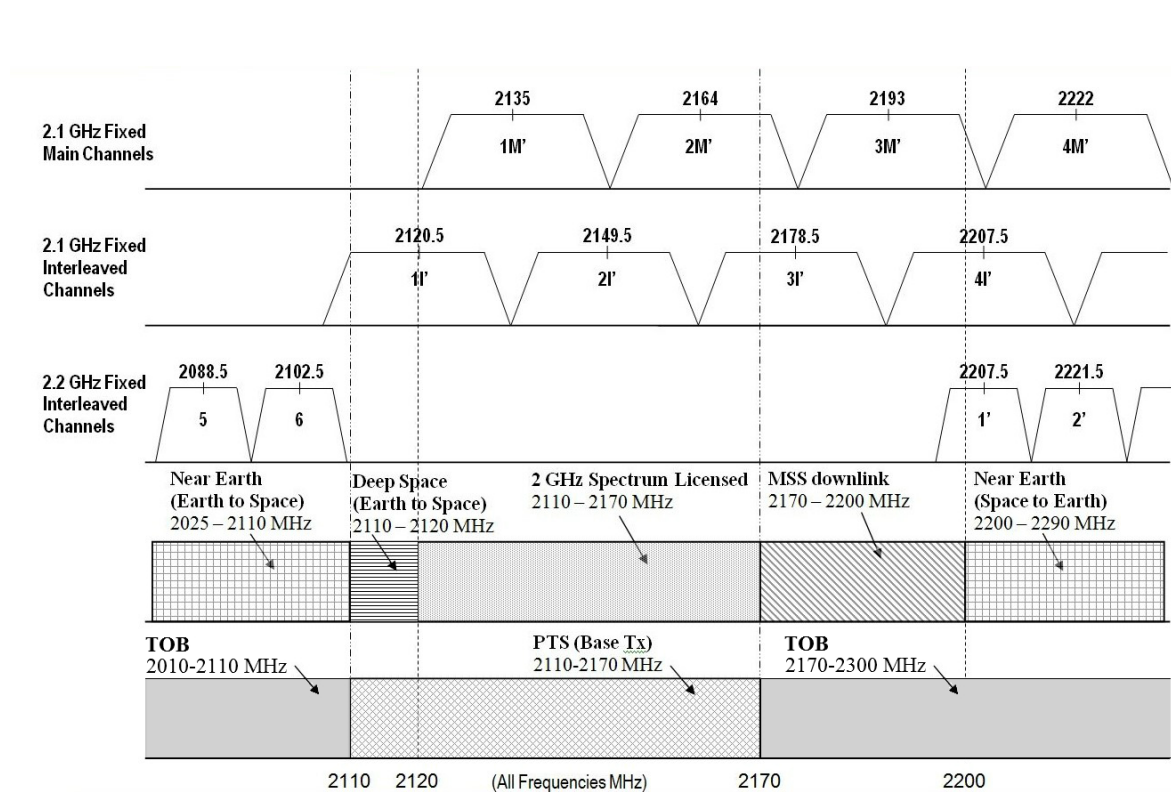 2135 2164 2193 2222
2.1 GHz Fixed
Main Channels
1M’ 2M’ 3M’ 4M’
2120.5 2149.5 2178.5 2207.5
2.1 GHz Fixed
Interleaved
Channels
1I’ 2I’ 3I’ 4I’
2088.5 2102.5 2207.5 2221.5
2.2 GHz Fixed
Interleaved
Channels
5 6 1’ 2’
Near Earth
(Earth to Space)
2025 – 2110 MHz
Deep Space
(Earth to Space)
2110 – 2120 MHz
2 GHz Spectrum Licensed
2110 – 2170 MHz
MSS downlink
2170 – 2200 MHz
Near Earth
(Space to Earth)
2200 – 2290 MHz
TOB
2010-2110 MHz
PTS (Base Tx)
2110-2170 MHz
TOB
2170-2300 MHz
2110 2120 (All Frequencies MHz) 2170 2200